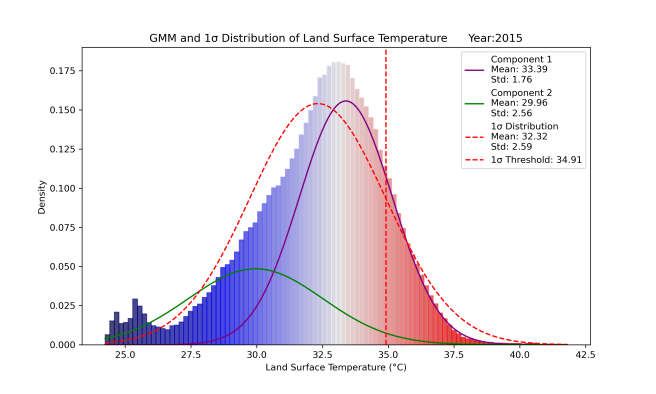 GMM and 1σ Distribution of Land Surface Temperature Year:2015
Component 1
Mean: 33.39
Std: 1.76
Component 2
Mean: 29.96
Std: 2.56
1σ Distribution
Mean: 32.32
Std: 2.59
1σ Threshold: 34.91
Density
0.175
0.150
0.125
0.100
0.075
0.050
0.025
0.000
25.0 27.5 30.0 32.5 35.0 37.5 40.0 42.5
Land Surface Temperature (°C)